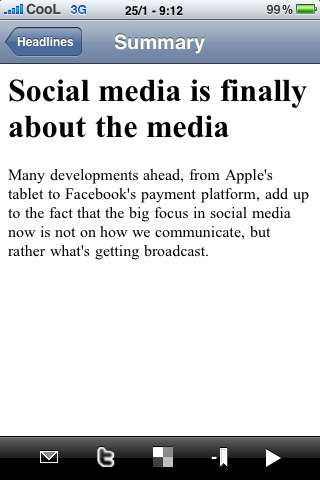 CooL 3G 25/1 - 9:12 99 %
Headlines Summary
Social media is finally
about the media
Many developments ahead, from Apple's
tablet to Facebook's payment platform, add up
to the fact that the big focus in social media
now is not on how we communicate, but
rather what's getting broadcast.
t